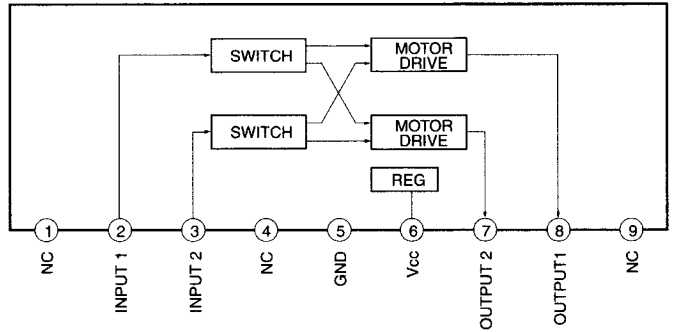 SWITCH
MOTOR
DRIVE
SWITCH
MOTOR
DRIVE
REG
1 2 3 4 5 6 7 8 9
NC
INPUT 1
INPUT 2
NC
GND
Vcc
OUTPUT 2
OUTPUT1
NC